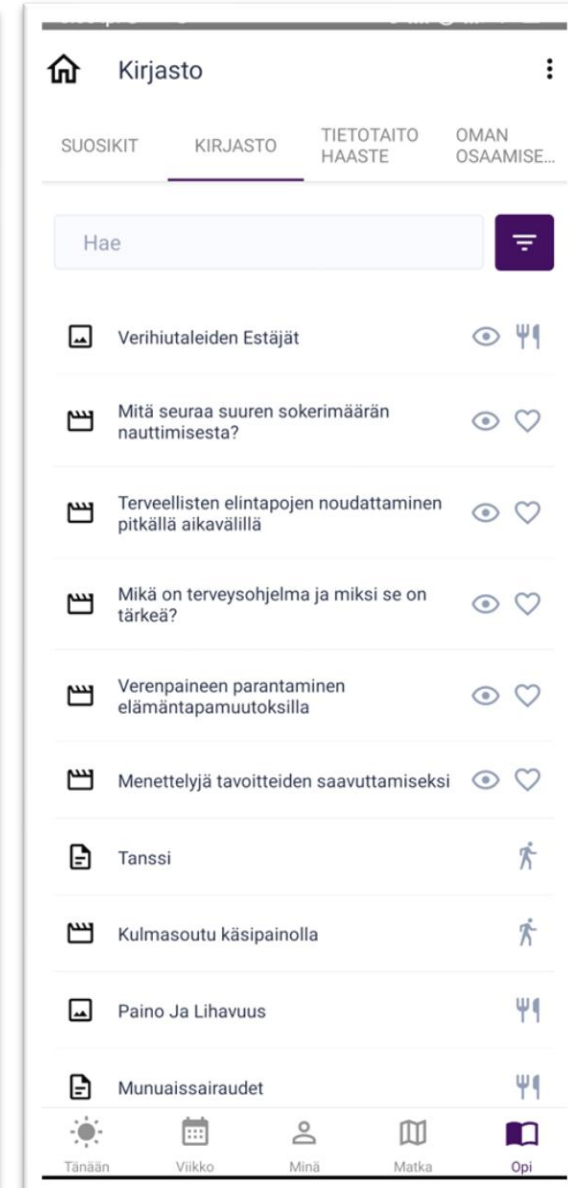 Kirjasto
SUOSIKIT
KIRJASTO
TIETOTAITO
HAASTE
OMAN
OSAAMISE...
Hae
Verihiutaleiden Estäjät
Mitä seuraa suuren sokerimäärän
nauttimisesta?
Terveellisten elintapojen noudattaminen
pitkällä aikavälillä
Mikä on terveysohjelma ja miksi se on
tärkeä?
Verenpaineen parantaminen
elämäntapamuutoksilla
Menettelyjä tavoitteiden saavuttamiseksi
Tanssi
Kulmasoutu käsipainolla
Paino Ja Lihavuus
Munuaissairaudet
Tänään
Viikko
Minä
Matka
Opi